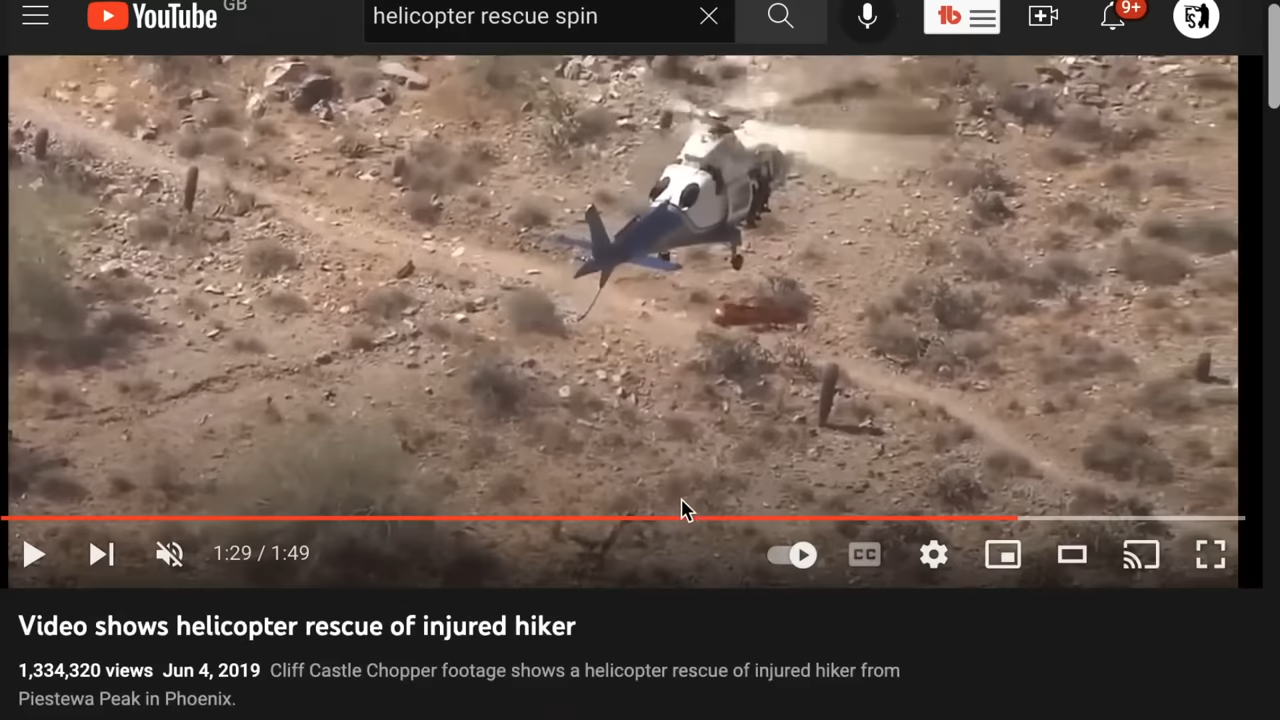 YouTube GB
helicopter rescue spin
tb
9+
1:29 / 1:49
CC
Video shows helicopter rescue of injured hiker
1,334,320 views Jun 4, 2019 Cliff Castle Chopper footage shows a helicopter rescue of injured hiker from
Piestewa Peak in Phoenix.